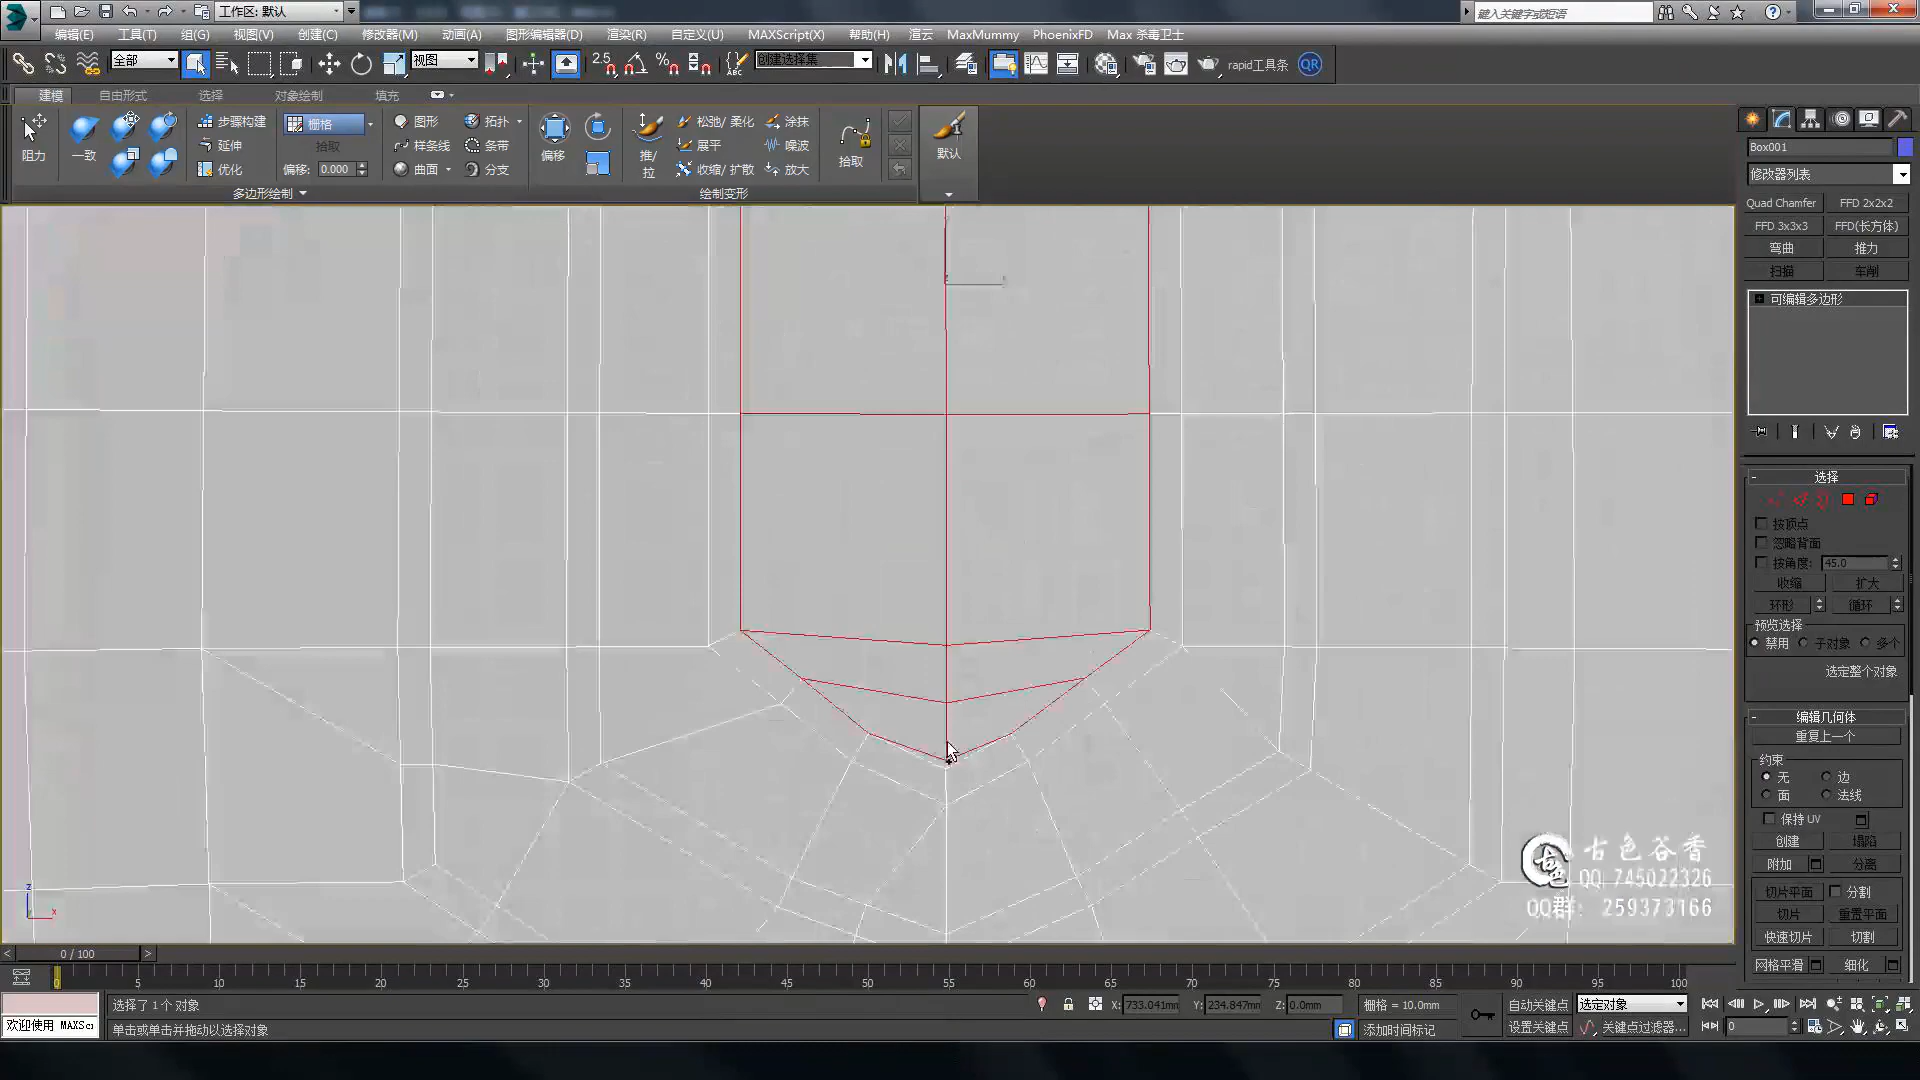 工作区: 默认
键入关键字或短语
编辑(E) 工具(T) 组(G) 视图(V) 创建(C) 修改器(M) 动画(A) 图形编辑器(D) 渲染(R) 自定义(U) MAXScript(X) 帮助(H) 渲云 MaxMummy PhoenixFD Max 杀毒卫士
全部 视图 2.5 创建选择集 rapid工具条 QR
建模 自由形式 选择 对象绘制 填充
阻力 一致 步骤构建 延伸 优化 栅格 拾取 偏移: 0.000 图形 样条线 曲面 拓扑 条带 分支 偏移 推/拉 松弛/柔化 展平 收缩/扩散 涂抹 噪波 放大 拾取 默认
多边形绘制 绘制变形
Box001
修改器列表
Quad Chamfer FFD 2x2x2
FFD 3x3x3 FFD(长方体)
弯曲 推力
扫描 车削
可编辑多边形
选择
按顶点
忽略背面
按角度: 45.0
收缩 扩大
环形 循环
预览选择
禁用 子对象 多个
选定整个对象
编辑几何体
重复上一个
约束
无 边
面 法线
保持 UV
创建 塌陷
附加 分离
切片平面 分割
切片 重置平面
快速切片 切割
网格平滑 细化
古色谷香
QQ 745022326
QQ群: 259373166
z
x
0 / 100
0 5 10 15 20 25 30 35 40 45 50 55 60 65 70 75 80 85 90 95 100
选择了 1 个 对象 X: 733.041mm Y: 234.847mm Z: 0.0mm 栅格 = 10.0mm 自动关键点 选定对象
欢迎使用 MAXScr 单击或单击并拖动以选择对象 添加时间标记 设置关键点 关键点过滤器... 0